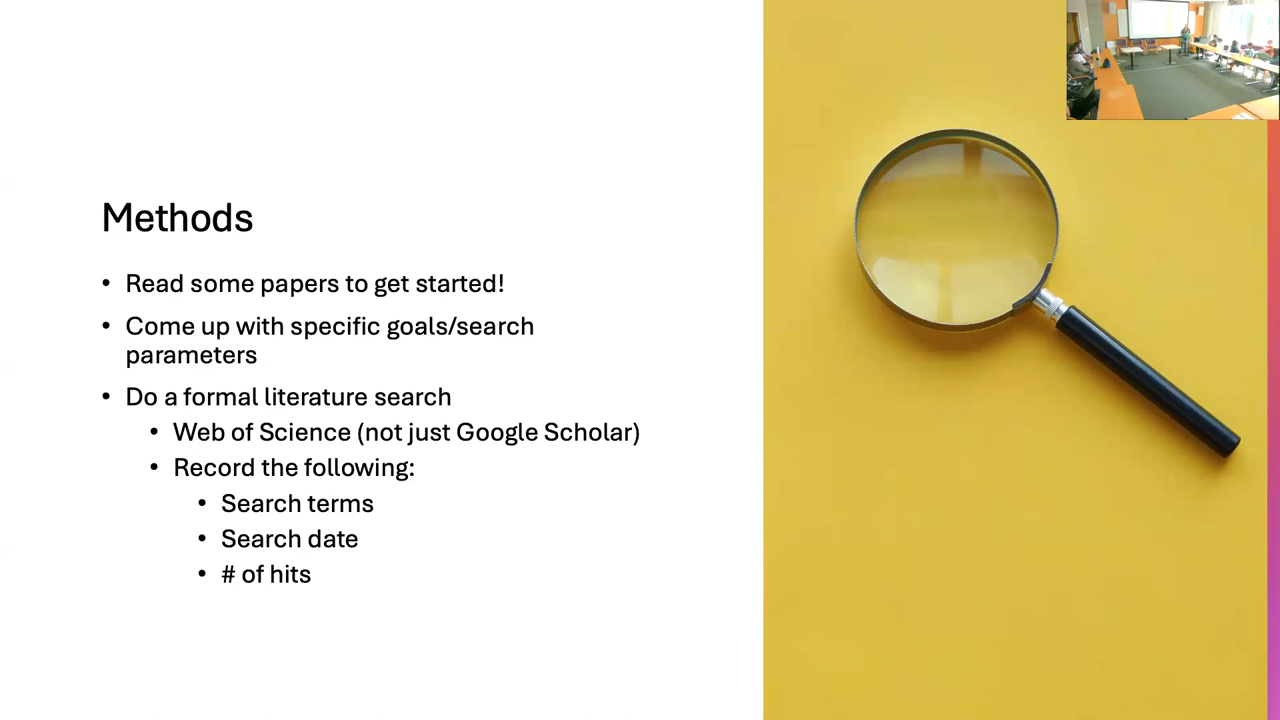 Methods
• Read some papers to get started!
• Come up with specific goals/search
parameters
• Do a formal literature search
• Web of Science (not just Google Scholar)
• Record the following:
• Search terms
• Search date
• # of hits